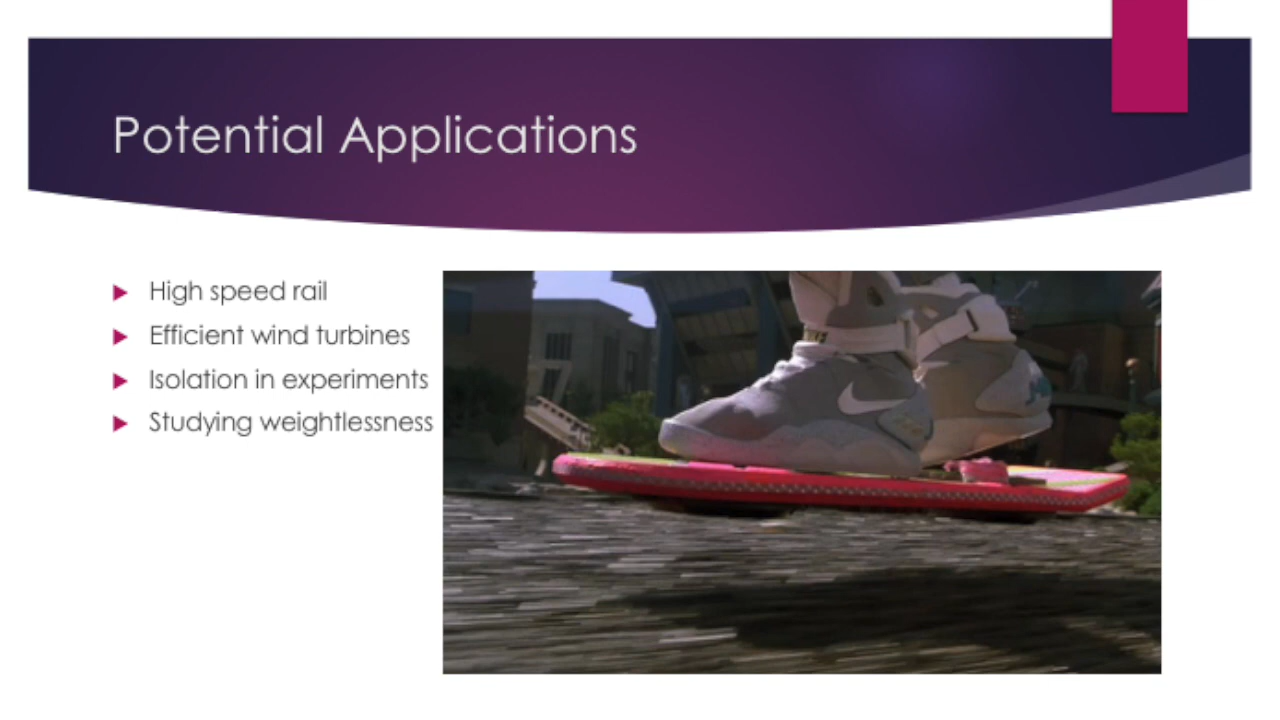 Potential Applications
High speed rail
Efficient wind turbines
Isolation in experiments
Studying weightlessness